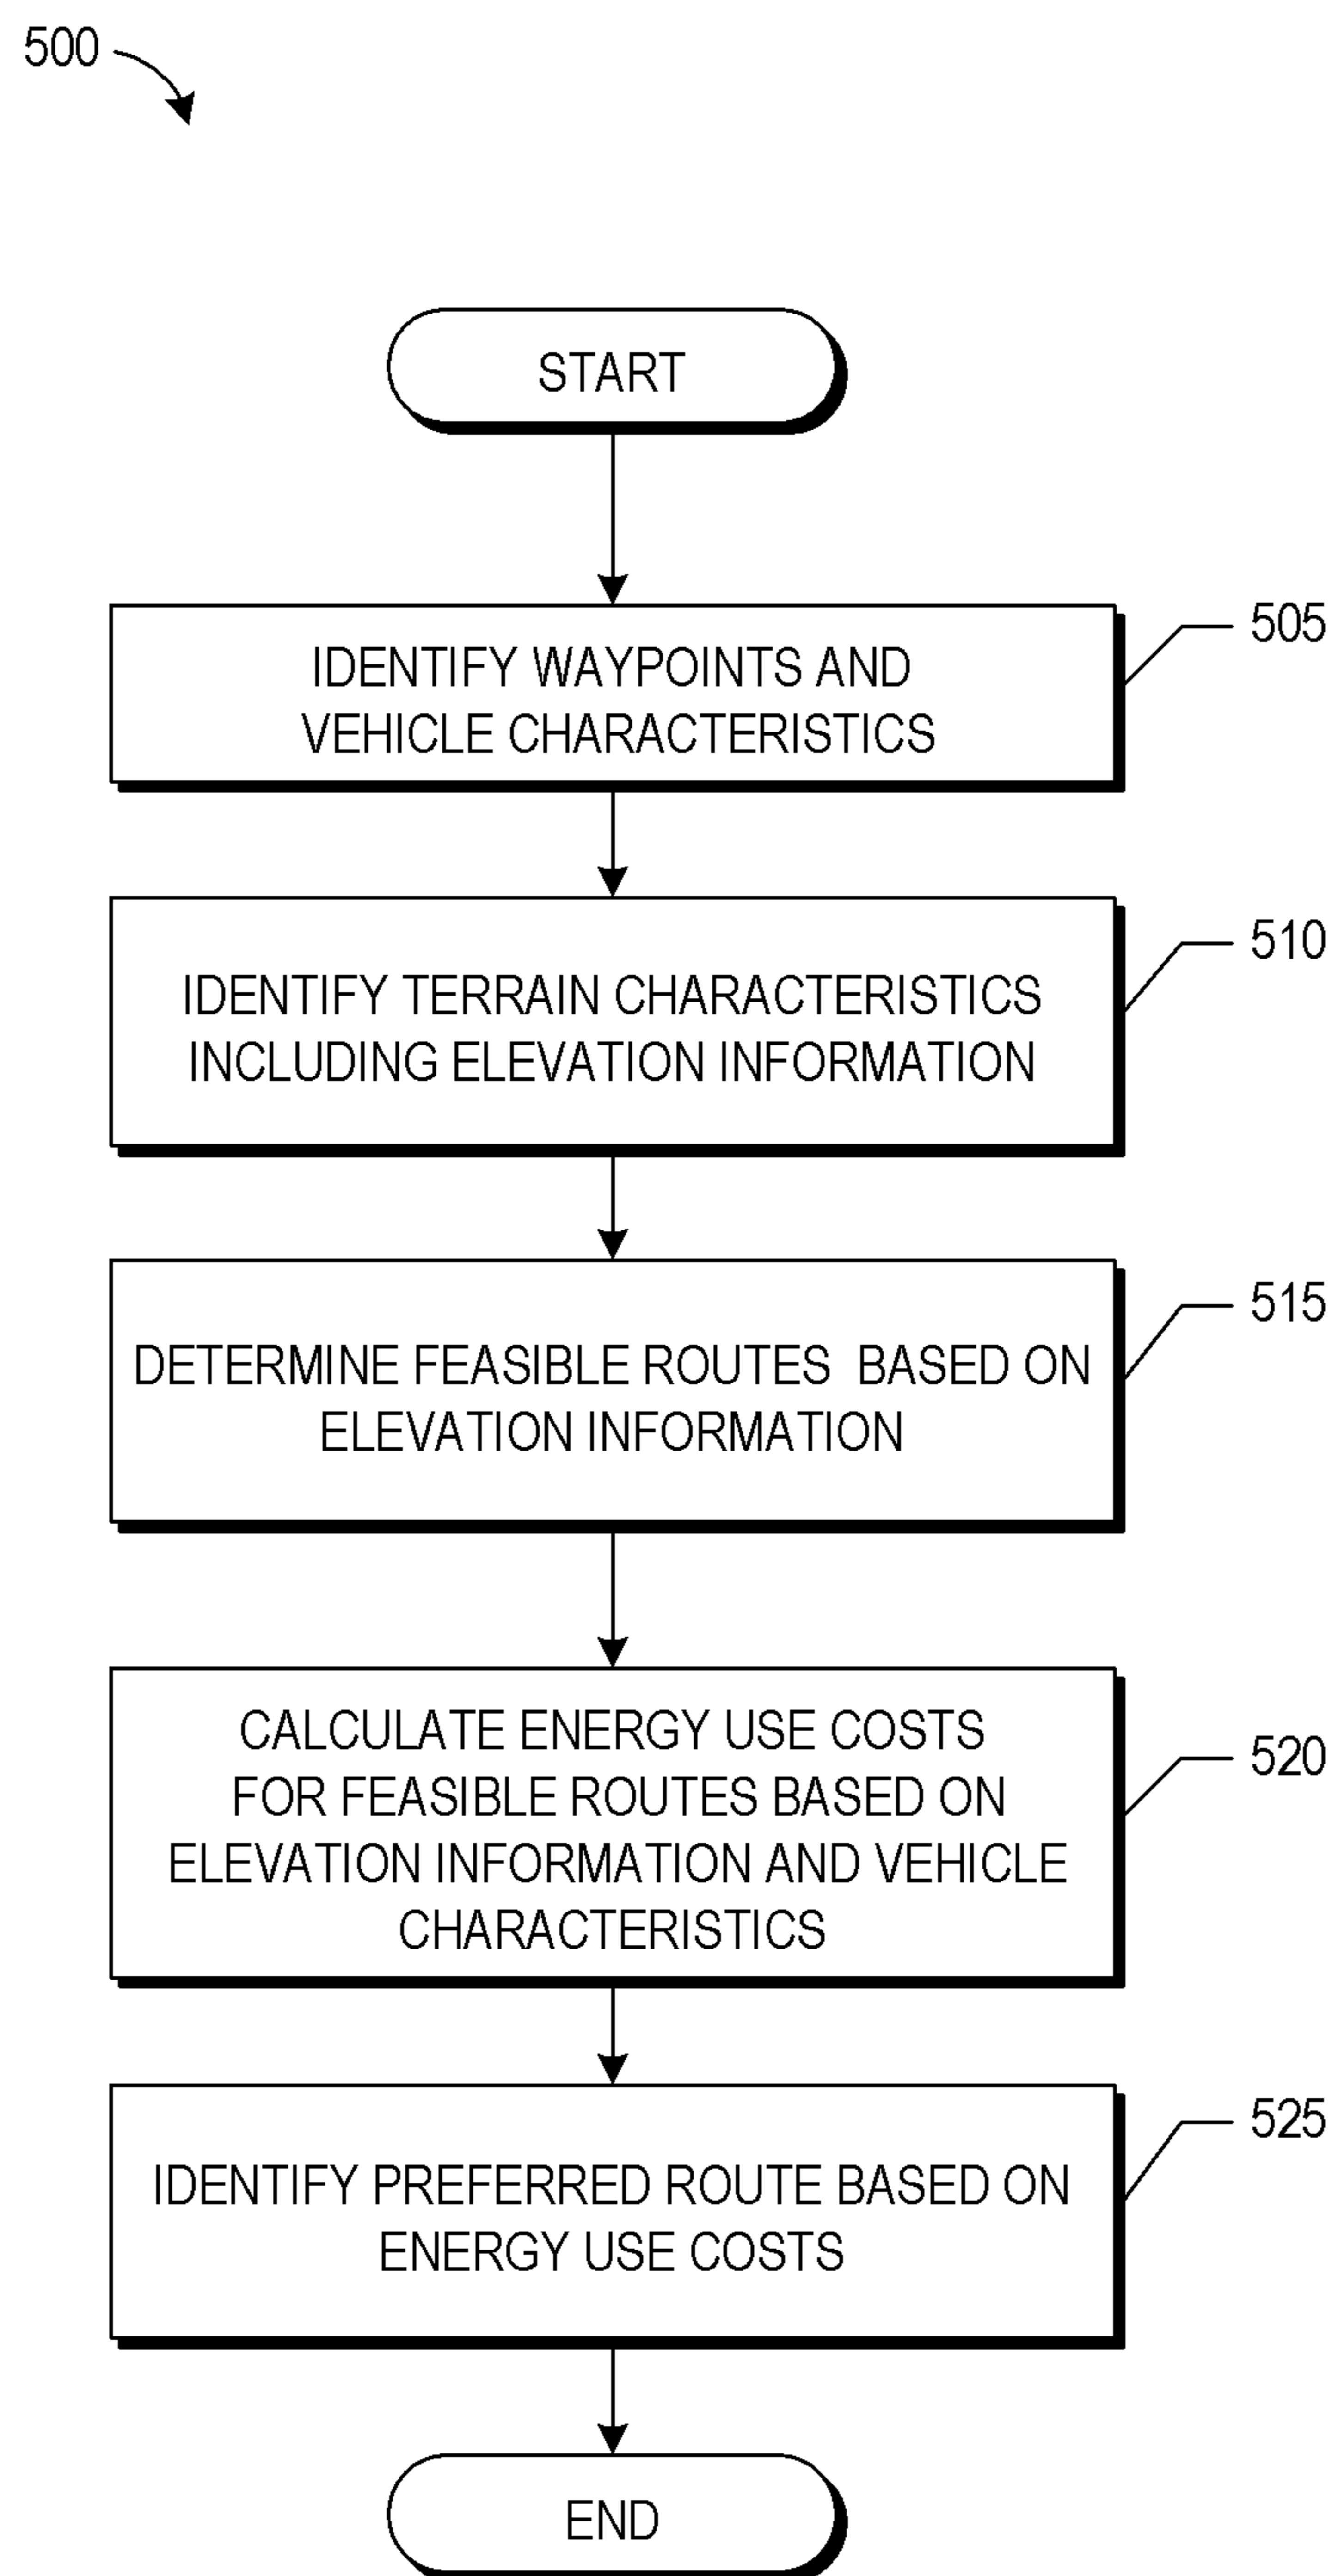 500
START
IDENTIFY WAYPOINTS AND
VEHICLE CHARACTERISTICS
505
IDENTIFY TERRAIN CHARACTERISTICS
INCLUDING ELEVATION INFORMATION
510
DETERMINE FEASIBLE ROUTES BASED ON
ELEVATION INFORMATION
515
CALCULATE ENERGY USE COSTS
FOR FEASIBLE ROUTES BASED ON
ELEVATION INFORMATION AND VEHICLE
CHARACTERISTICS
520
IDENTIFY PREFERRED ROUTE BASED ON
ENERGY USE COSTS
525
END